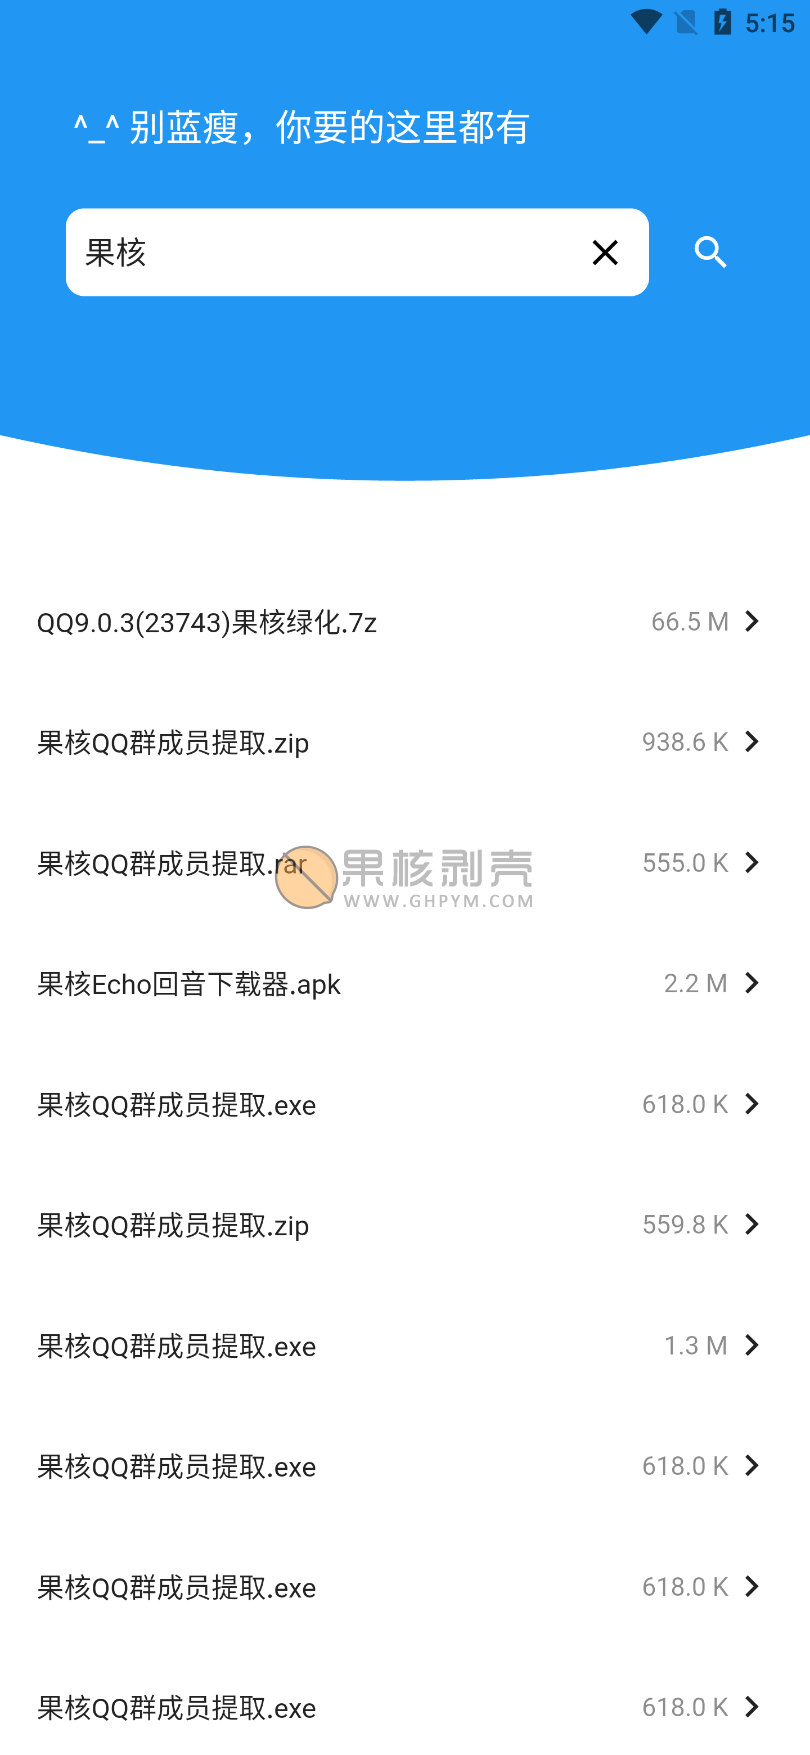 5:15
^_^ 别蓝瘦，你要的这里都有
果核
QQ9.0.3(23743)果核绿化.7z 66.5 M
果核QQ群成员提取.zip 938.6 K
果核QQ群成员提取.rar 555.0 K
果核剥壳
WWW.GHPYM.COM
果核Echo回音下载器.apk 2.2 M
果核QQ群成员提取.exe 618.0 K
果核QQ群成员提取.zip 559.8 K
果核QQ群成员提取.exe 1.3 M
果核QQ群成员提取.exe 618.0 K
果核QQ群成员提取.exe 618.0 K
果核QQ群成员提取.exe 618.0 K